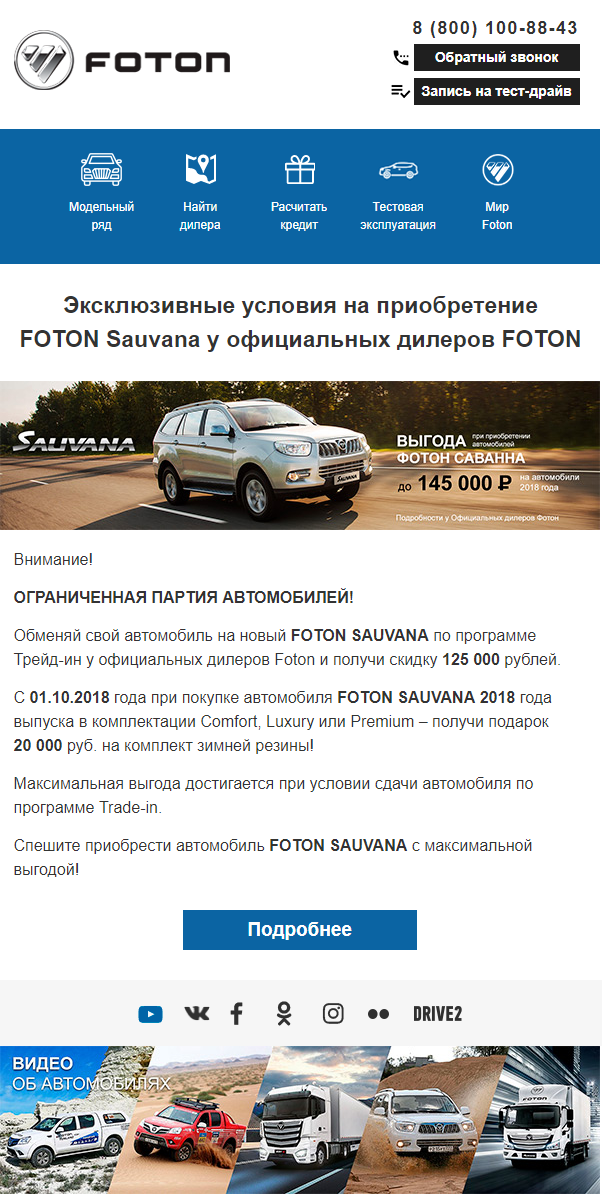 8 (800) 100-88-43
FOTON
Обратный звонок
Запись на тест-драйв
Модельный
ряд
Найти
дилера
Расчитать
кредит
Тестовая
эксплуатация
Мир
Foton
Эксклюзивные условия на приобретение
FOTON Sauvana у официальных дилеров FOTON
SAUVANA
ВЫГОДА при приобретении автомобилей
ФОТОН САВАННА
до 145 000 ₽ на автомобили 2018 года
Подробности у Официальных дилеров Фотон
Внимание!
ОГРАНИЧЕННАЯ ПАРТИЯ АВТОМОБИЛЕЙ!
Обменяй свой автомобиль на новый FOTON SAUVANA по программе
Трейд-ин у официальных дилеров Foton и получи скидку 125 000 рублей.
С 01.10.2018 года при покупке автомобиля FOTON SAUVANA 2018 года
выпуска в комплектации Comfort, Luxury или Premium – получи подарок
20 000 руб. на комплект зимней резины!
Максимальная выгода достигается при условии сдачи автомобиля по
программе Trade-in.
Спешите приобрести автомобиль FOTON SAUVANA с максимальной
выгодой!
Подробнее
DRIVE2
ВИДЕО
ОБ АВТОМОБИЛЯХ